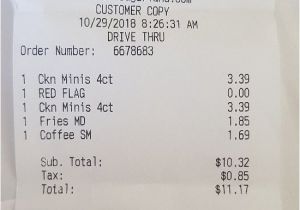 CUSTOMER COPY
10/29/2018 8:26:31 AM
DRIVE THRU
Order Number: 6678683
1 Ckn Minis 4ct 3.39
1 RED FLAG 0.00
1 Ckn Minis 4ct 3.39
1 Fries MD 1.85
1 Coffee SM 1.69
Sub. Total: $10.32
Tax: $0.85
Total: $11.17